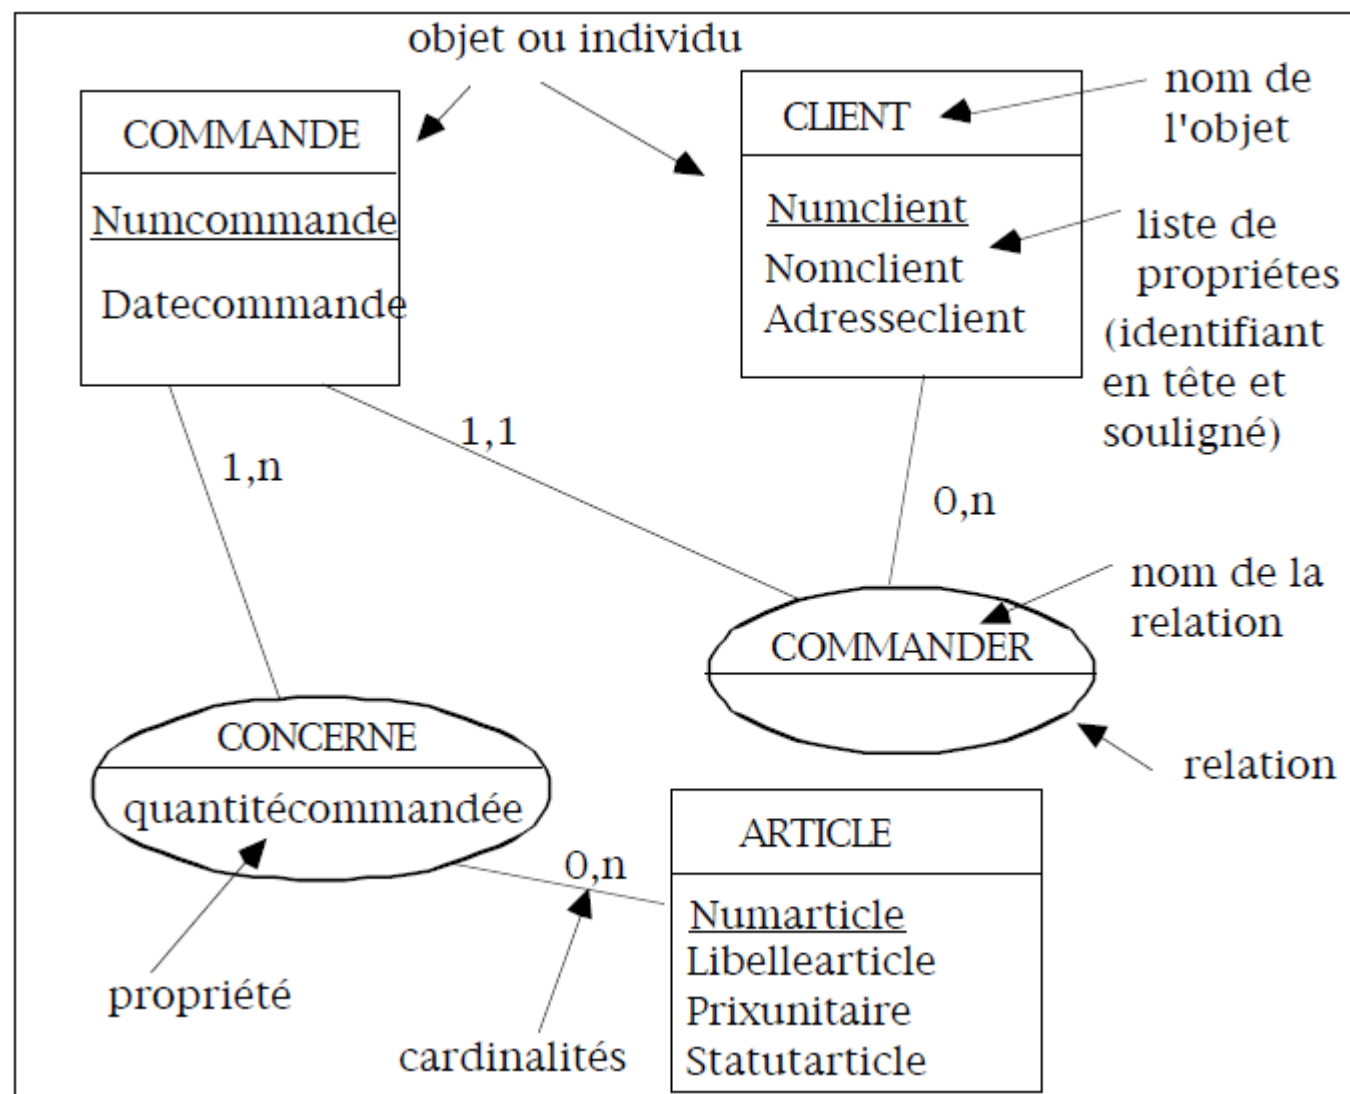 objet ou individu
COMMANDE
Numcommande
Datecommande
CLIENT
Numclient
Nomclient
Adresseclient
nom de
l'objet
liste de
propriétes
(identifiant
en tête et
souligné)
1,n
1,1
0,n
nom de la
relation
COMMANDER
relation
CONCERNE
quantitécommandée
propriété
0,n
cardinalités
ARTICLE
Numarticle
Libellearticle
Prixunitaire
Statutarticle